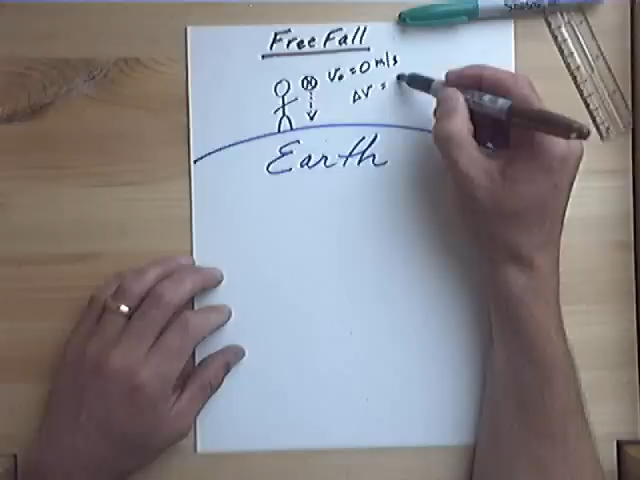 Free Fall
V₀ = 0 m/s
ΔV =
Earth